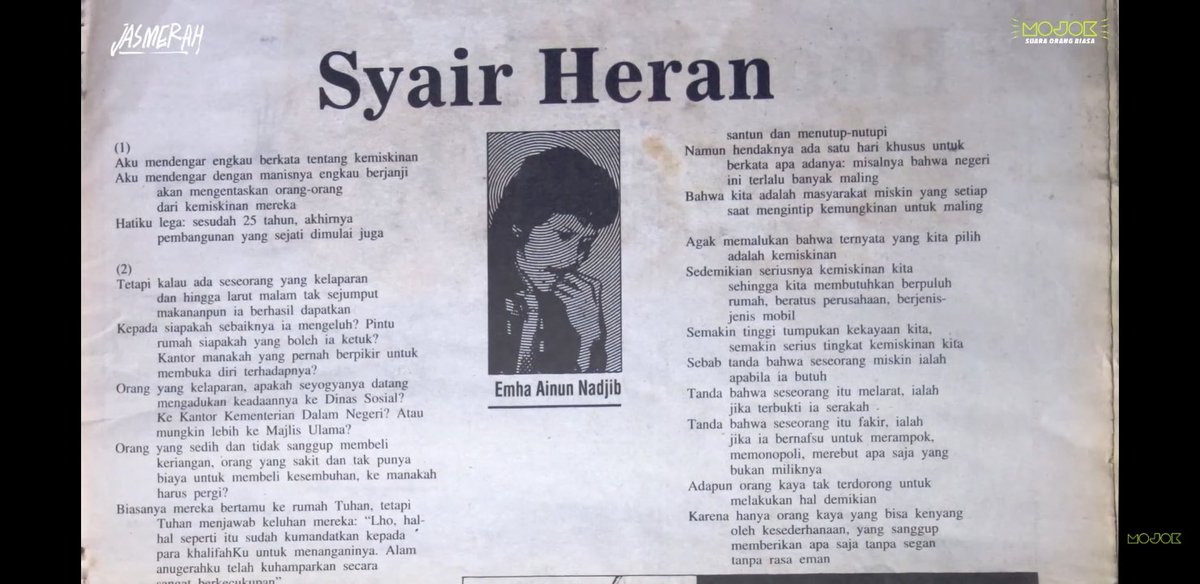 JASMERAH
MOJOK
SUARA ORANG BIASA
Syair Heran
(1)
Aku mendengar engkau berkata tentang kemiskinan
Aku mendengar dengan manisnya engkau berjanji
akan mengentaskan orang-orang
dari kemiskinan mereka
Hatiku lega: sesudah 25 tahun, akhirnya
pembangunan yang sejati dimulai juga
(2)
Tetapi kalau ada seseorang yang kelaparan
dan hingga larut malam tak sejumput
makananpun ia berhasil dapatkan
Kepada siapakah sebaiknya ia mengeluh? Pintu
rumah siapakah yang boleh ia ketuk?
Kantor manakah yang pernah berpikir untuk
membuka diri terhadapnya?
Orang yang kelaparan, apakah seyogyanya datang
mengadukan keadaannya ke Dinas Sosial?
Ke Kantor Kementerian Dalam Negeri? Atau
mungkin lebih ke Majlis Ulama?
Orang yang sedih dan tidak sanggup membeli
keriangan, orang yang sakit dan tak punya
biaya untuk membeli kesembuhan, ke manakah
harus pergi?
Biasanya mereka bertamu ke rumah Tuhan, tetapi
Tuhan menjawab keluhan mereka: “Lho, hal-
hal seperti itu sudah kumandatkan kepada
para khalifahKu untuk menanganinya. Alam
anugerahku telah kuhamparkan secara
sangat berkecukupan”
Emha Ainun Nadjib
santun dan menutup-nutupi
Namun hendaknya ada satu hari khusus untuk
berkata apa adanya: misalnya bahwa negeri
ini terlalu banyak maling
Bahwa kita adalah masyarakat miskin yang setiap
saat mengintip kemungkinan untuk maling
Agak memalukan bahwa ternyata yang kita pilih
adalah kemiskinan
Sedemikian seriusnya kemiskinan kita
sehingga kita membutuhkan berpuluh
rumah, beratus perusahaan, berjenis-
jenis mobil
Semakin tinggi tumpukan kekayaan kita,
semakin serius tingkat kemiskinan kita
Sebab tanda bahwa seseorang miskin ialah
apabila ia butuh
Tanda bahwa seseorang itu melarat, ialah
jika terbukti ia serakah
Tanda bahwa seseorang itu fakir, ialah
jika ia bernafsu untuk merampok,
memonopoli, merebut apa saja yang
bukan miliknya
Adapun orang kaya tak terdorong untuk
melakukan hal demikian
Karena hanya orang kaya yang bisa kenyang
oleh kesederhanaan, yang sanggup
memberikan apa saja tanpa segan
tanpa rasa eman
MOJOK